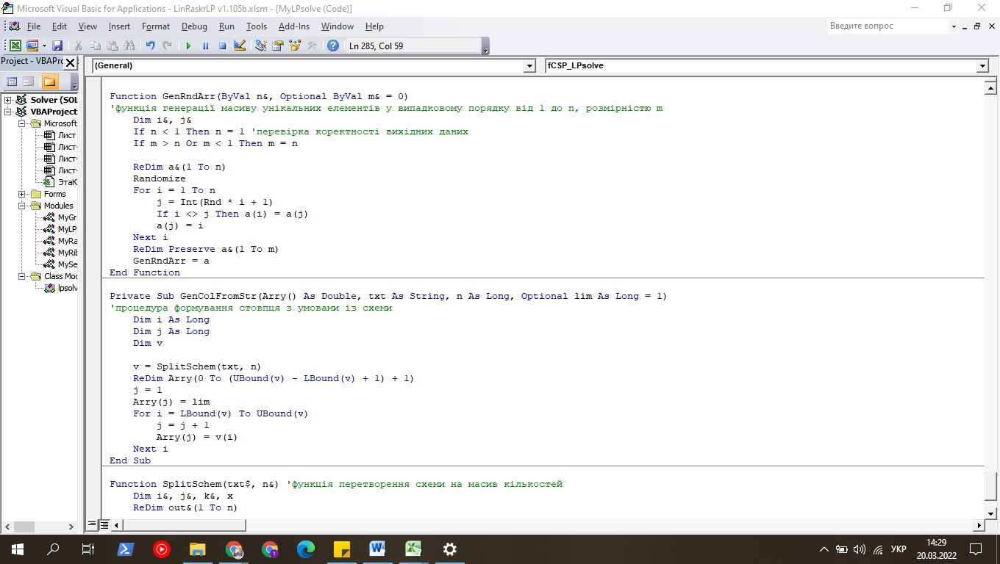 Microsoft Visual Basic for Applications - LinRaskrLP v1.105b.xlsm - [MyLPsolve (Code)]
File Edit View Insert Format Debug Run Tools Add-Ins Window Help
Введите вопрос
Ln 285, Col 59
Project - VBAPro
(General)
fCSP_LPsolve
Solver (SOL
VBAProject
Microsoft
Лист
Лист
Лист
Лист
ЭтаК
Forms
Modules
MyGr
MyLP
MyRa
MyRib
MySe
Class Mod
lpsolv
Function GenRndArr(ByVal n&, Optional ByVal m& = 0)
'функція генерації масиву унікальних елементів у випадковому порядку від 1 до n, розмірністю m
Dim i&, j&
If n < 1 Then n = 1 'перевірка коректності вихідних даних
If m > n Or m < 1 Then m = n
ReDim a&(1 To n)
Randomize
For i = 1 To n
j = Int(Rnd * i + 1)
If i <> j Then a(i) = a(j)
a(j) = i
Next i
ReDim Preserve a&(1 To m)
GenRndArr = a
End Function
Private Sub GenColFromStr(Arry() As Double, txt As String, n As Long, Optional lim As Long = 1)
'процедура формування стовпця з умовами із схеми
Dim i As Long
Dim j As Long
Dim v
v = SplitSchem(txt, n)
ReDim Arry(0 To (UBound(v) - LBound(v) + 1) + 1)
j = 1
Arry(j) = lim
For i = LBound(v) To UBound(v)
j = j + 1
Arry(j) = v(i)
Next i
End Sub
Function SplitSchem(txt$, n&) 'функція перетворення схеми на масив кількостей
Dim i&, j&, k&, x
ReDim out&(1 To n)
УКР
14:29
20.03.2022